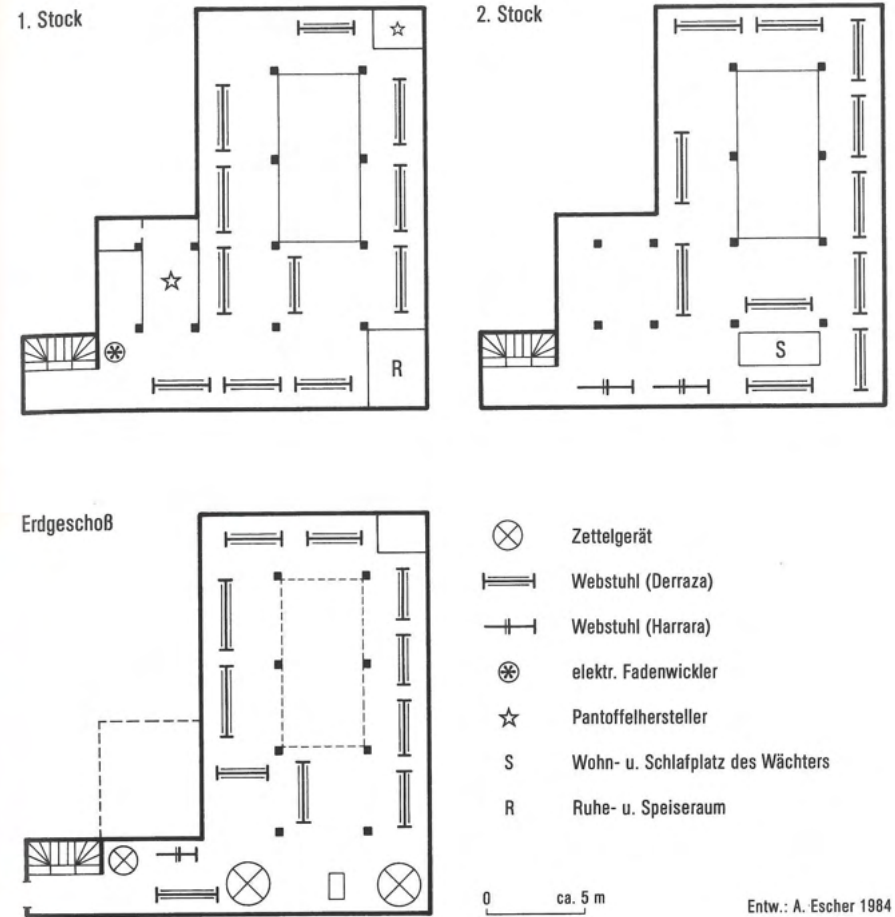 1. Stock
2. Stock
R
S
Erdgeschoß
Zettelgerät
Webstuhl (Derraza)
Webstuhl (Harrara)
elektr. Fadenwickler
Pantoffelhersteller
S Wohn- u. Schlafplatz des Wächters
R Ruhe- u. Speiseraum
0 ca. 5 m
Entw.: A. Escher 1984